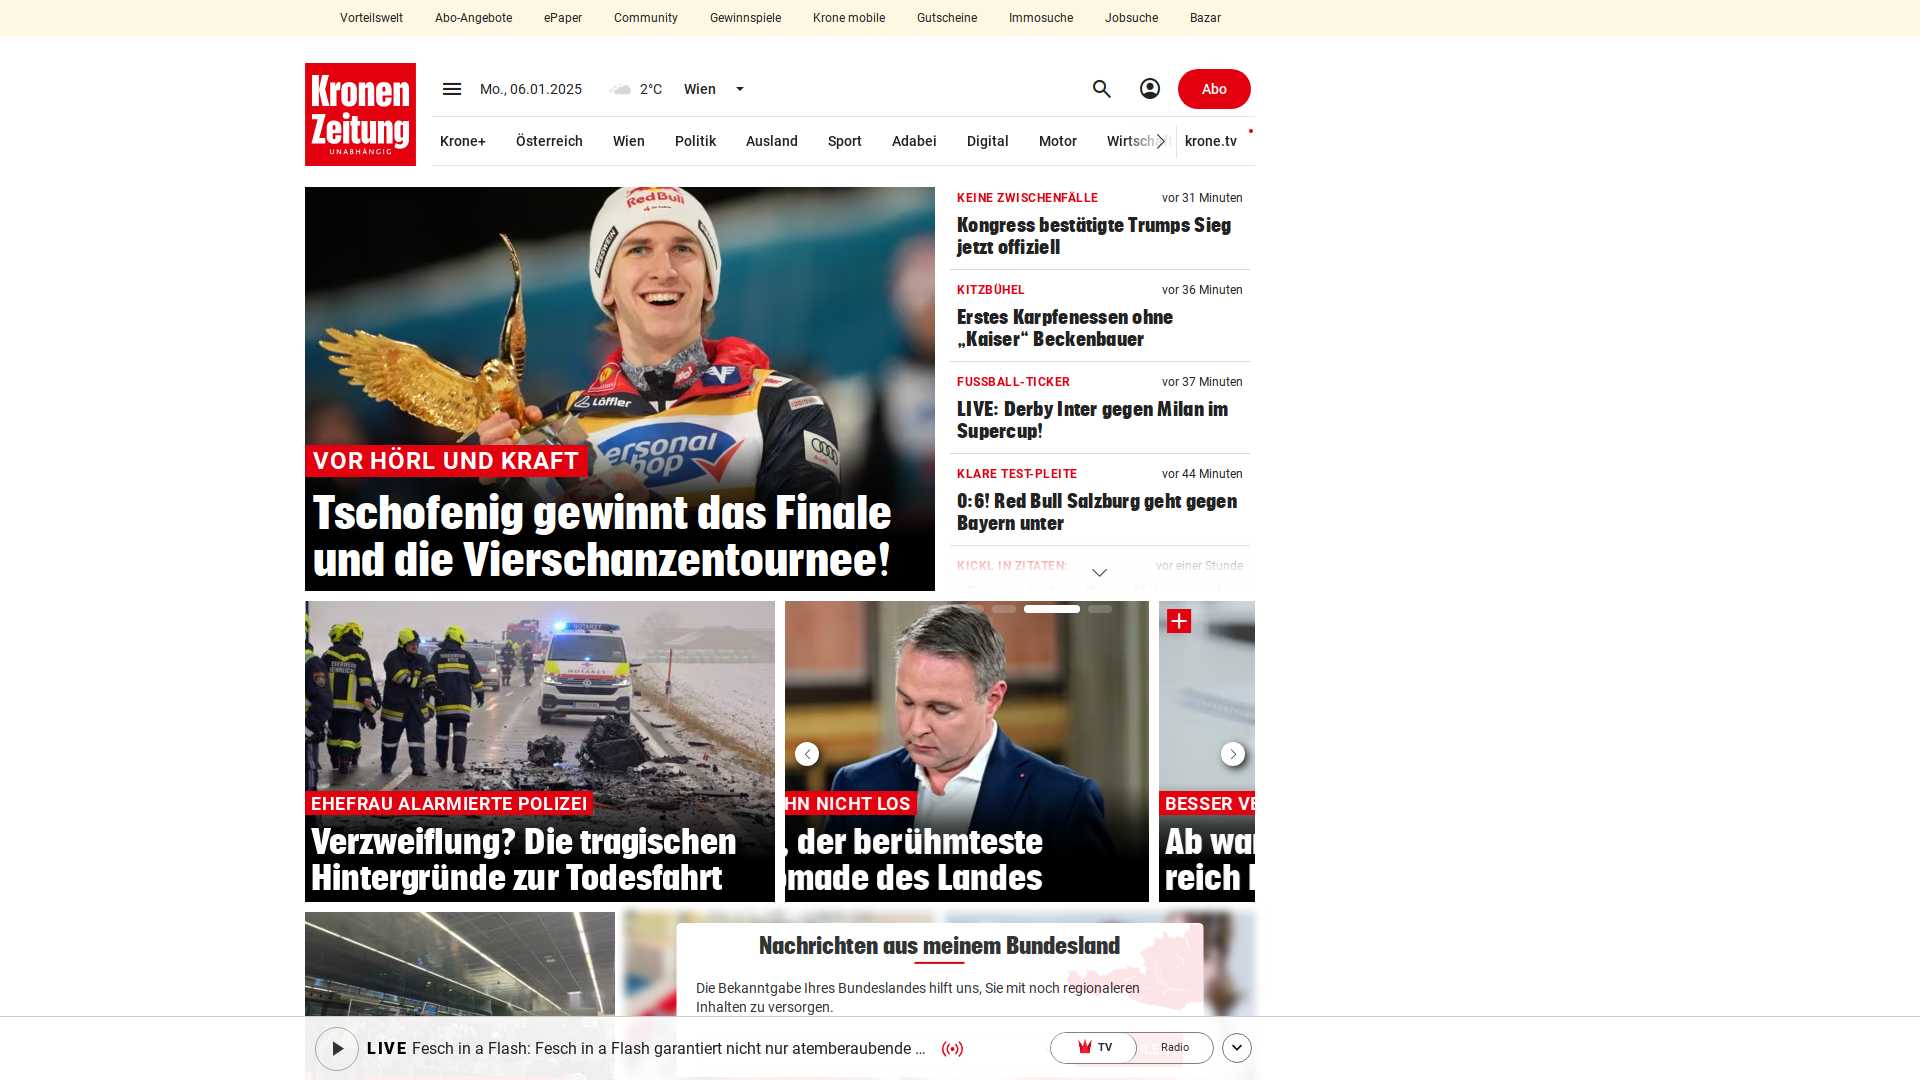 Vorteilswelt Abo-Angebote ePaper Community Gewinnspiele Krone mobile Gutscheine Immosuche Jobsuche Bazar
Kronen
Zeitung
UNABHÄNGIG
Mo., 06.01.2025 2°C Wien
Abo
Krone+ Österreich Wien Politik Ausland Sport Adabei Digital Motor krone.tv
Red Bull
Löffler
Audi
VOR HÖRL UND KRAFT
Tschofenig gewinnt das Finale
und die Vierschanzentournee!
KEINE ZWISCHENFÄLLE vor 31 Minuten
Kongress bestätigte Trumps Sieg
jetzt offiziell
KITZBÜHEL vor 36 Minuten
Erstes Karpfenessen ohne
„Kaiser“ Beckenbauer
FUSSBALL-TICKER vor 37 Minuten
LIVE: Derby Inter gegen Milan im
Supercup!
KLARE TEST-PLEITE vor 44 Minuten
0:6! Red Bull Salzburg geht gegen
Bayern unter
KICKL IN ZITATEN: vor einer Stunde
NOTARZT
NOTARZT
EHEFRAU ALARMIERTE POLIZEI
Verzweiflung? Die tragischen
Hintergründe zur Todesfahrt
HN NICHT LOS
, der berühmteste
omade des Landes
BESSER
Ab
reich
Nachrichten aus meinem Bundesland
Die Bekanntgabe Ihres Bundeslandes hilft uns, Sie mit noch regionaleren
Inhalten zu versorgen.
LIVE Fesch in a Flash: Fesch in a Flash garantiert nicht nur atemberaubende ...
TV Radio